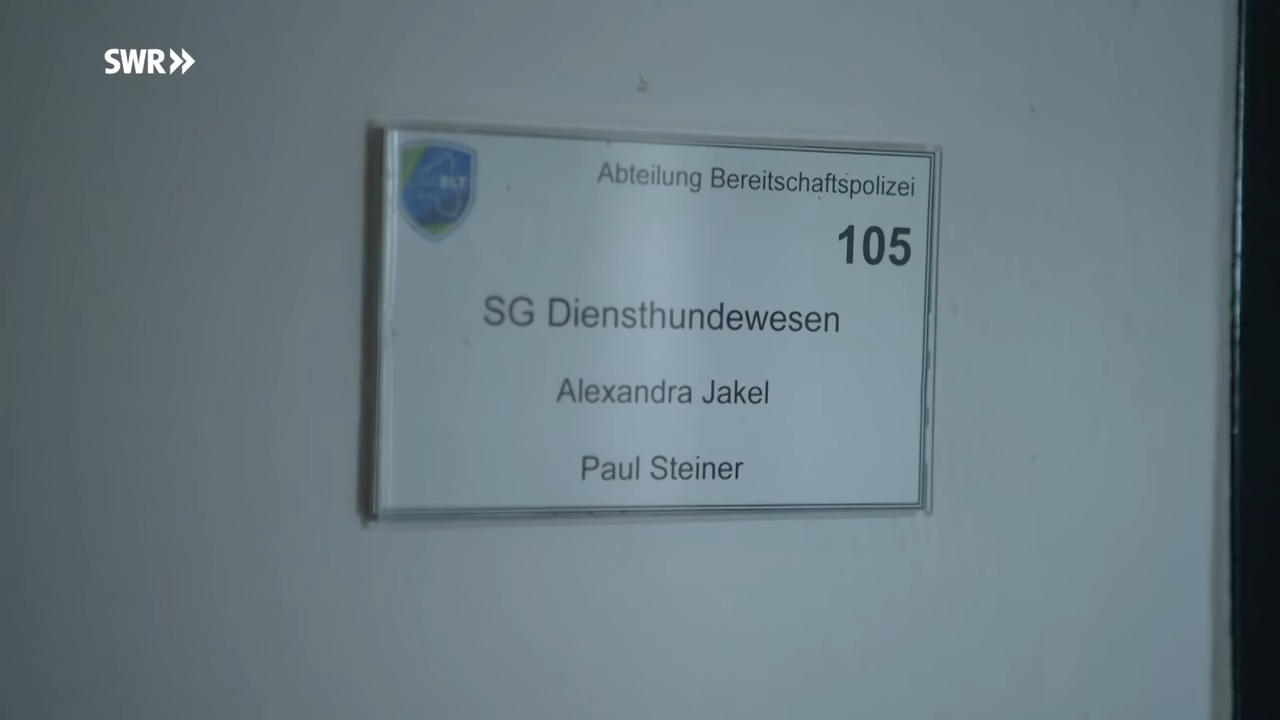 SWR»
Abteilung Bereitschaftspolizei
105
SG Diensthundewesen
Alexandra Jakel
Paul Steiner